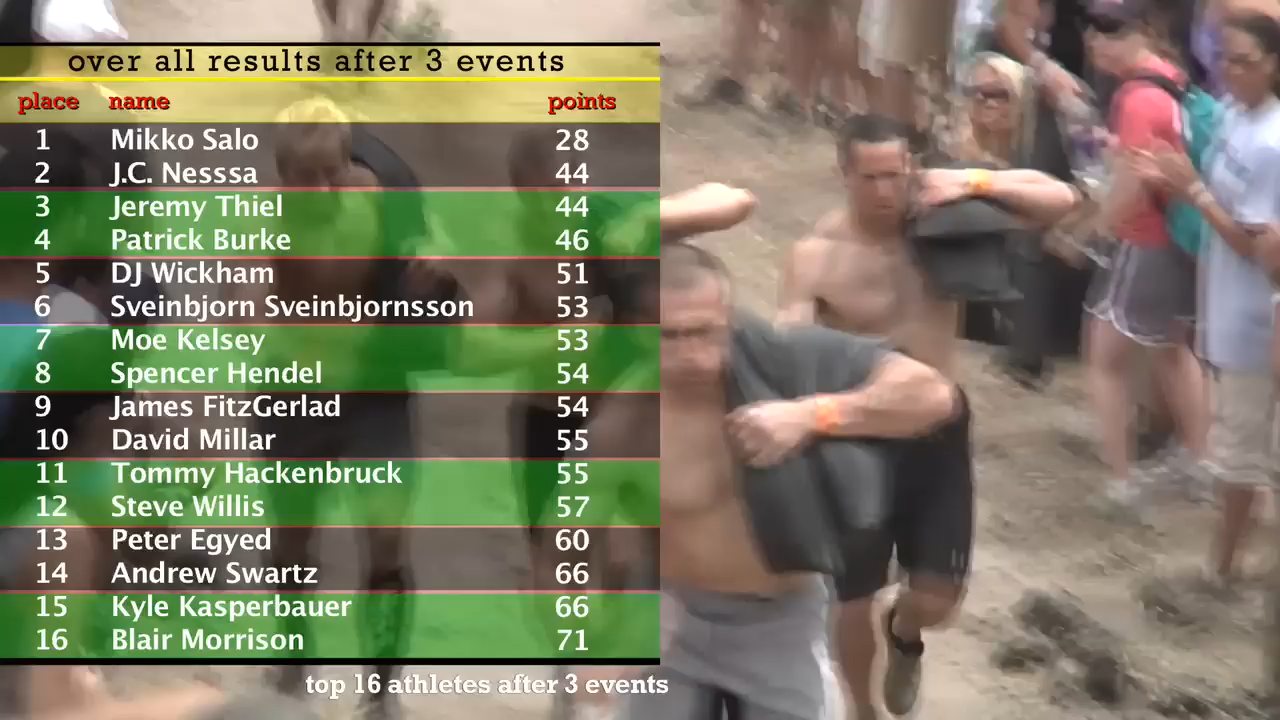 over all results after 3 events
place name points
1 Mikko Salo 28
2 J.C. Nesssa 44
3 Jeremy Thiel 44
4 Patrick Burke 46
5 DJ Wickham 51
6 Sveinbjorn Sveinbjornsson 53
7 Moe Kelsey 53
8 Spencer Hendel 54
9 James FitzGerlad 54
10 David Millar 55
11 Tommy Hackenbruck 55
12 Steve Willis 57
13 Peter Egyed 60
14 Andrew Swartz 66
15 Kyle Kasperbauer 66
16 Blair Morrison 71
top 16 athletes after 3 events